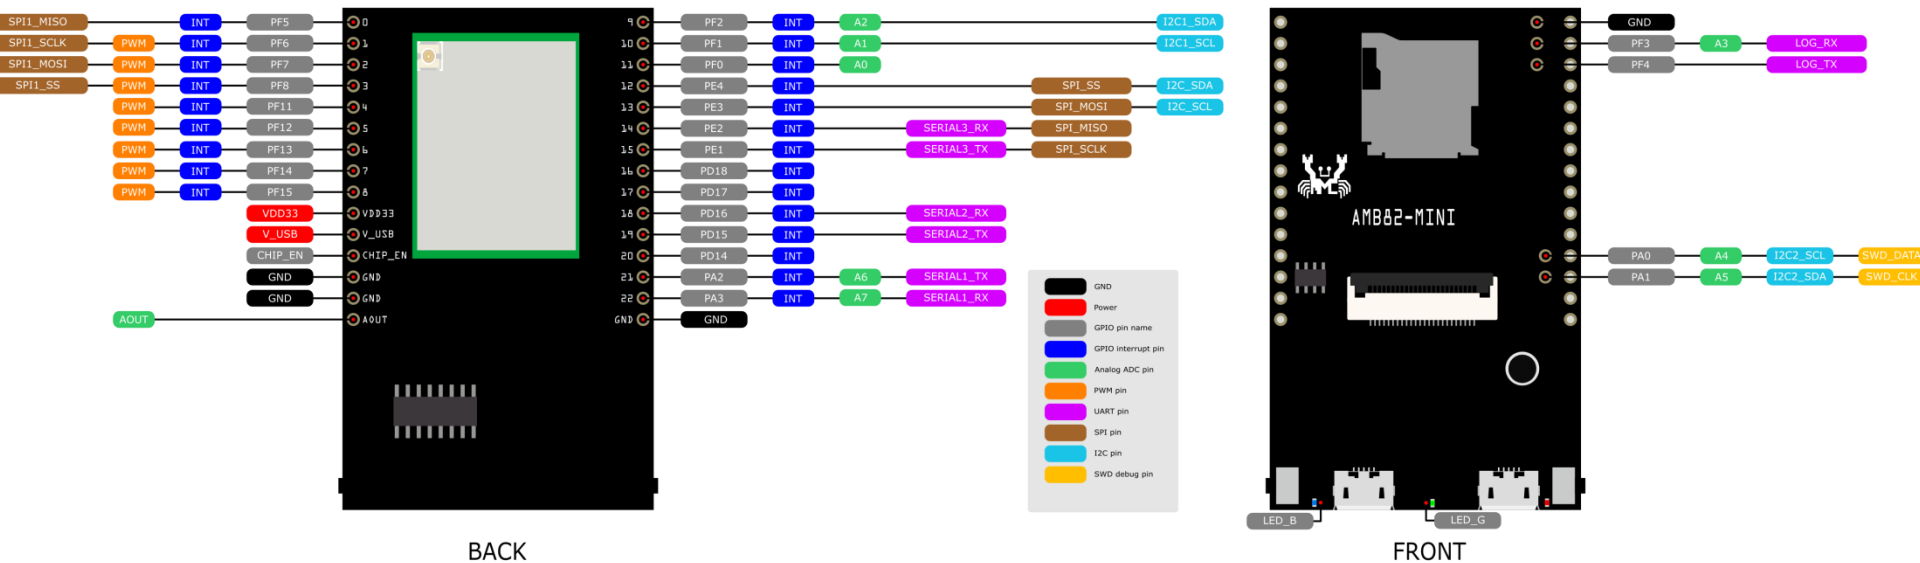 SPI1_MISO INT PF5 0 9 PF2 INT A2 I2C1_SDA GND
SPI1_SCLK PWM INT PF6 1 10 PF1 INT A1 I2C1_SCL PF3 A3 LOG_RX
SPI1_MOSI PWM INT PF7 2 11 PF0 INT A0 PF4 LOG_TX
SPI1_SS PWM INT PF8 3 12 PE4 INT SPI_SS I2C_SDA
PWM INT PF11 4 13 PE3 INT SPI_MOSI I2C_SCL
PWM INT PF12 5 14 PE2 INT SERIAL3_RX SPI_MISO
PWM INT PF13 6 15 PE1 INT SERIAL3_TX SPI_SCLK
PWM INT PF14 7 16 PD18 INT
PWM INT PF15 8 17 PD17 INT
VDD33 VDD33 18 PD16 INT SERIAL2_RX AMB82-MINI
V_USB V_USB 19 PD15 INT SERIAL2_TX
CHIP_EN CHIP_EN 20 PD14 INT PA0 A4 I2C2_SCL SWD_DATA
GND GND 21 PA2 INT A6 SERIAL1_TX PA1 A5 I2C2_SDA SWD_CLK
GND GND 22 PA3 INT A7 SERIAL1_RX
AOUT AOUT GND GND
GND
Power
GPIO pin name
GPIO interrupt pin
Analog ADC pin
PWM pin
UART pin
SPI pin
I2C pin
SWD debug pin
LED_B LED_G
BACK FRONT